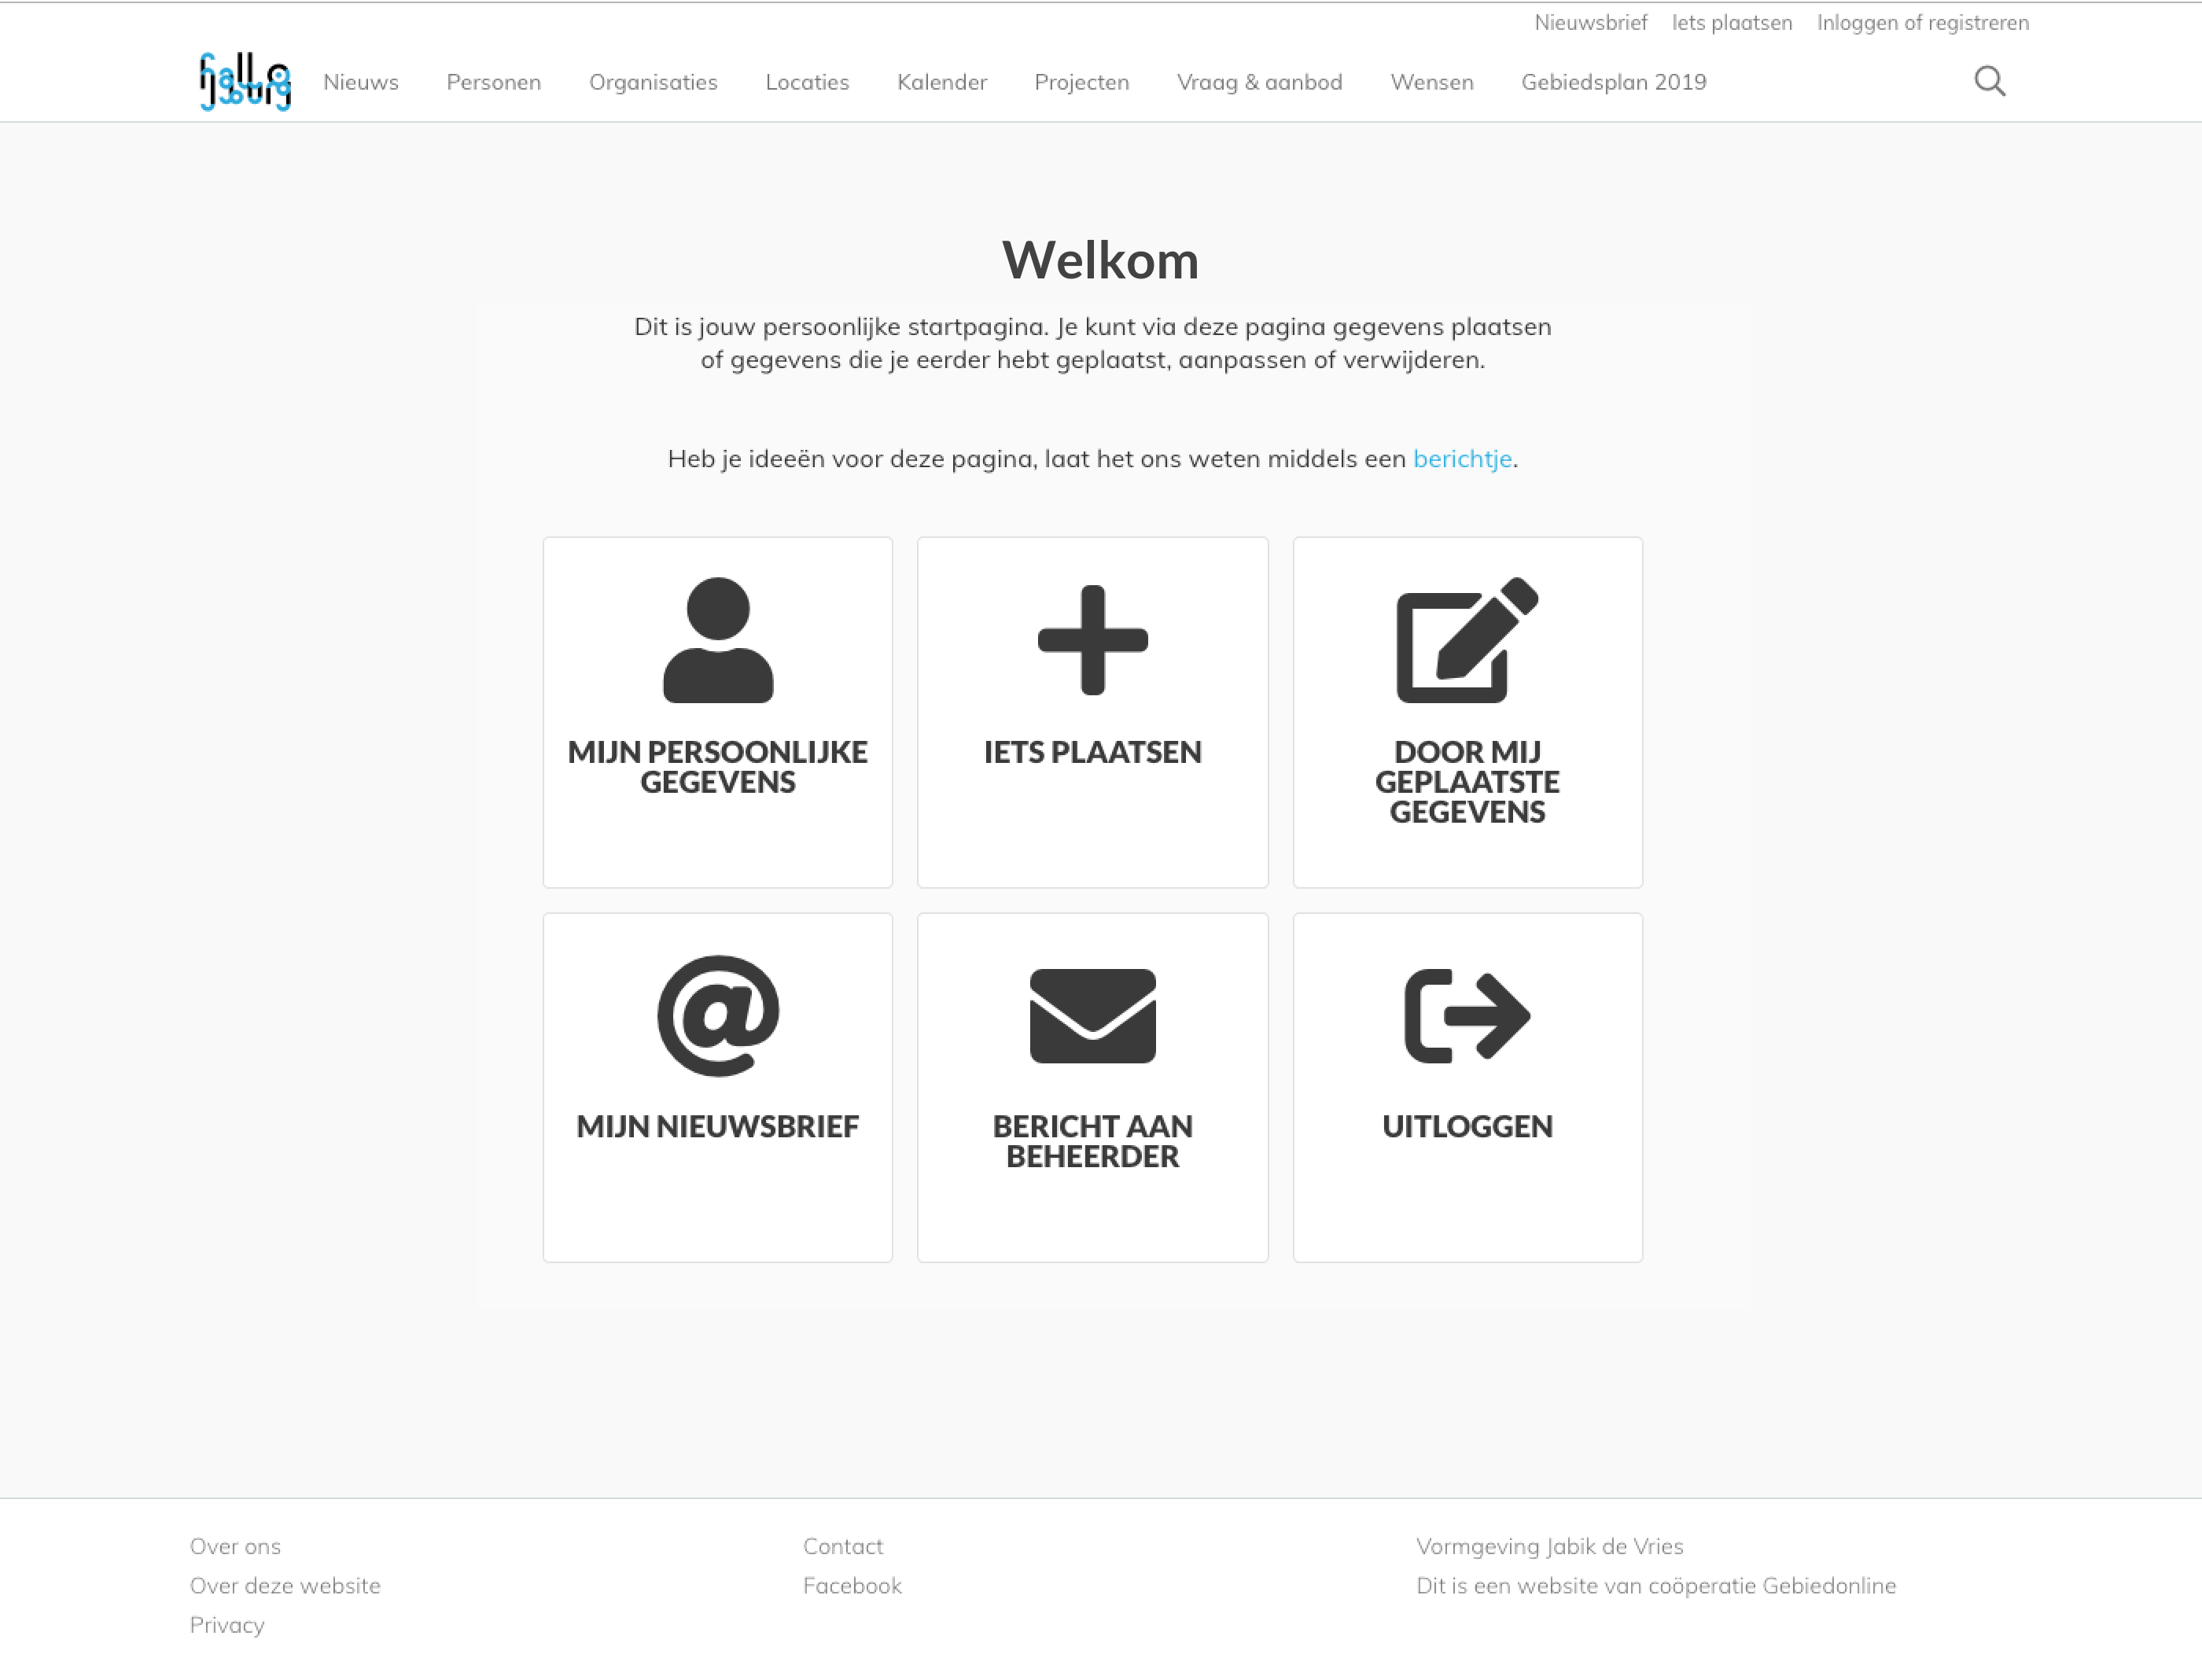 Nieuwsbrief Iets plaatsen Inloggen of registreren
hallo ijburg Nieuws Personen Organisaties Locaties Kalender Projecten Vraag & aanbod Wensen Gebiedsplan 2019
Welkom
Dit is jouw persoonlijke startpagina. Je kunt via deze pagina gegevens plaatsen
of gegevens die je eerder hebt geplaatst, aanpassen of verwijderen.
Heb je ideeën voor deze pagina, laat het ons weten middels een berichtje.
MIJN PERSOONLIJKE
GEGEVENS
IETS PLAATSEN
DOOR MIJ
GEPLAATSTE
GEGEVENS
MIJN NIEUWSBRIEF
BERICHT AAN
BEHEERDER
UITLOGGEN
Over ons
Over deze website
Privacy
Contact
Facebook
Vormgeving Jabik de Vries
Dit is een website van coöperatie Gebiedonline